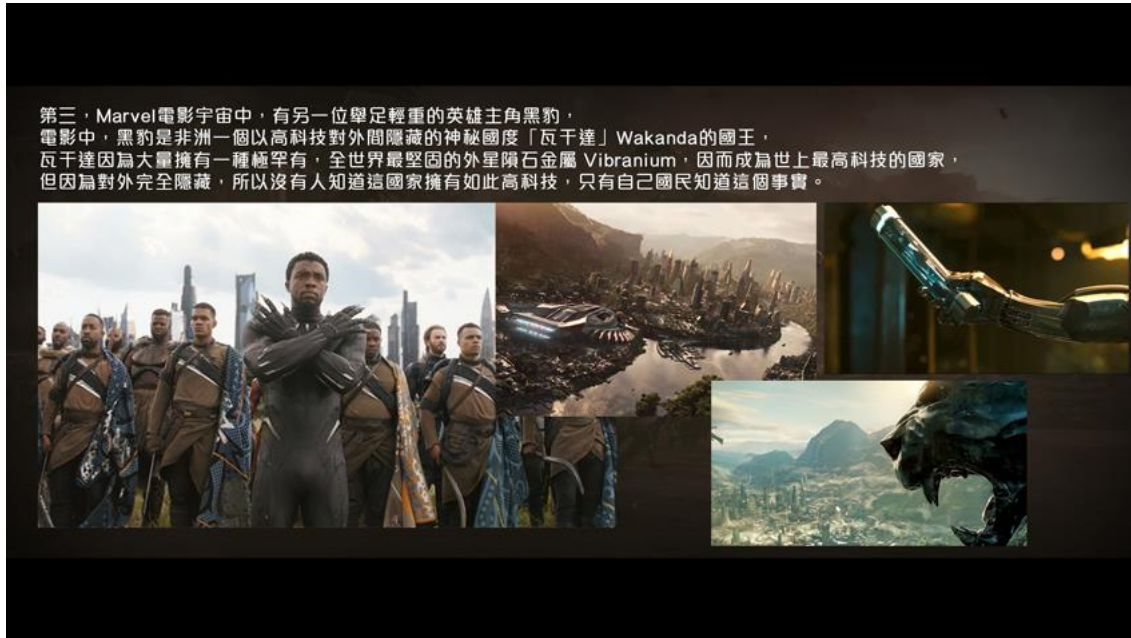 第三，Marvel電影宇宙中，有另一位舉足輕重的英雄主角黑豹，
電影中，黑豹是非洲一個以高科技對外間隱藏的神秘國度「瓦干達」Wakanda的國王，
瓦干達因為大量擁有一種極罕有，全世界最堅固的外星隕石金屬 Vibranium，因而成為世上最高科技的國家，
但因為對外完全隱藏，所以沒有人知道這國家擁有如此高科技，只有自己國民知道這個事實。